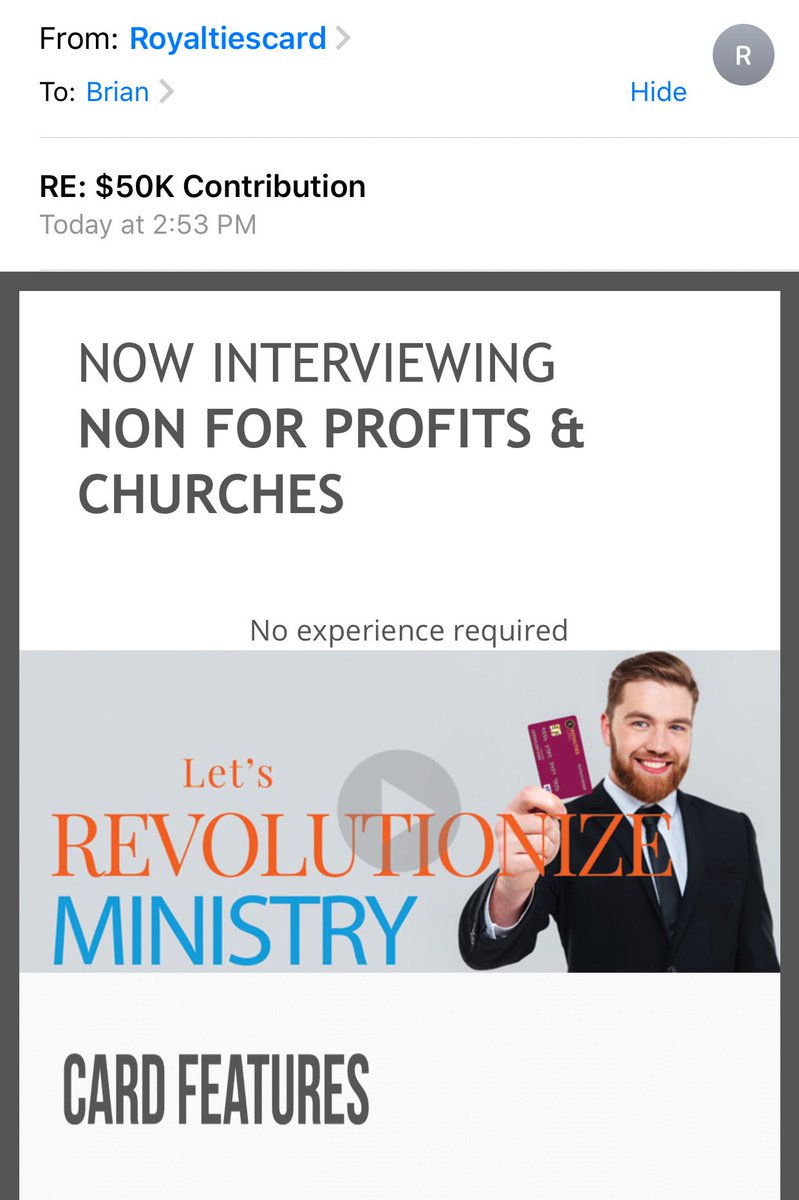 From: Royaltiescard
R
To: Brian
Hide
RE: $50K Contribution
Today at 2:53 PM
NOW INTERVIEWING
NON FOR PROFITS &
CHURCHES
No experience required
Let's
REVOLUTIONIZE
MINISTRY
CARD FEATURES